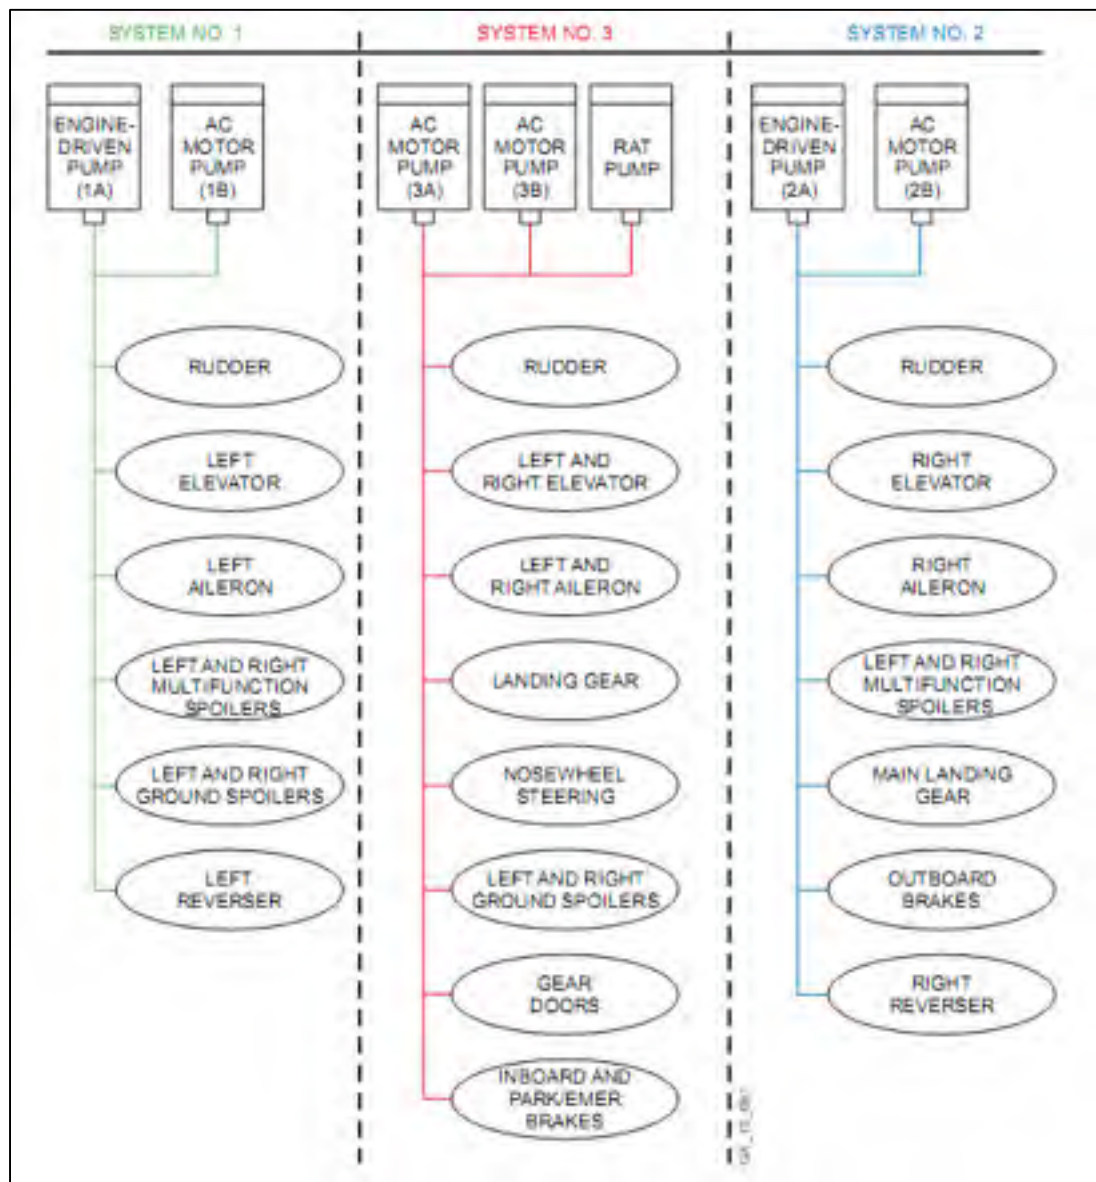 SYSTEM NO. 1
SYSTEM NO. 3
SYSTEM NO. 2
ENGINE-
DRIVEN
PUMP
(1A)
AC
MOTOR
PUMP
(1B)
AC
MOTOR
PUMP
(3A)
AC
MOTOR
PUMP
(3B)
RAT
PUMP
ENGINE-
DRIVEN
PUMP
(2A)
AC
MOTOR
PUMP
(2B)
RUDDER
LEFT
ELEVATOR
LEFT
AILERON
LEFT AND RIGHT
MULTIFUNCTION
SPOILERS
LEFT AND RIGHT
GROUND SPOILERS
LEFT
REVERSER
RUDDER
LEFT AND
RIGHT ELEVATOR
LEFT AND
RIGHT AILERON
LANDING GEAR
NOSEWHEEL
STEERING
LEFT AND RIGHT
GROUND SPOILERS
GEAR
DOORS
INBOARD AND
PARK/EMER
BRAKES
RUDDER
RIGHT
ELEVATOR
RIGHT
AILERON
LEFT AND RIGHT
MULTIFUNCTION
SPOILERS
MAIN LANDING
GEAR
OUTBOARD
BRAKES
RIGHT
REVERSER